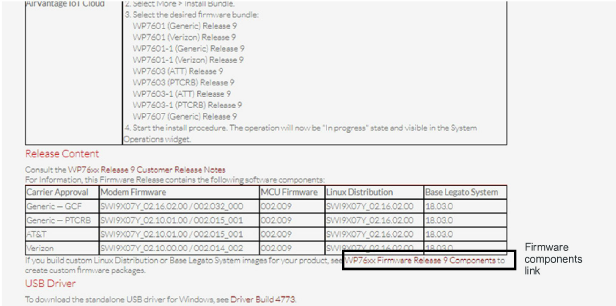 AirVantage IoT Cloud
2. Select More > Install Bundle.
3. Select the desired firmware bundle:
WP7601 (Generic) Release 9
WP7601 (Verizon) Release 9
WP7601-1 (Generic) Release 9
WP7601-1 (Verizon) Release 9
WP7603 (ATT) Release 9
WP7603 (PTCRB) Release 9
WP7603-1 (ATT) Release 9
WP7603-1 (PTCRB) Release 9
WP7607 (Generic) Release 9
4. Start the install procedure. The operation will now be "In progress" state and visible in the System
Operations widget.
Release Content
Consult the WP76xx Release 9 Customer Release Notes
For Information, this Firmware Release contains the following software components:
Carrier Approval Modem Firmware MCU Firmware Linux Distribution Base Legato System
Generic – GCF SWI9X07Y_02.16.02.00 / 002.032_000 002.009 SWI9X07Y_02.16.02.00 18.03.0
Generic – PTCRB SWI9X07Y_02.10.01.00 / 002.015_001 002.009 SWI9X07Y_02.16.02.00 18.03.0
AT&T SWI9X07Y_02.10.01.00 / 002.015_001 002.009 SWI9X07Y_02.16.02.00 18.03.0
Verizon SWI9X07Y_02.10.00.00 / 002.014_002 002.009 SWI9X07Y_02.16.02.00 18.03.0
If you build custom Linux Distribution or Base Legato System images for your product, see WP76xx Firmware Release 9 Components to
create custom firmware packages.
Firmware
components
link
USB Driver
To download the standalone USB driver for Windows, see Driver Build 4773.